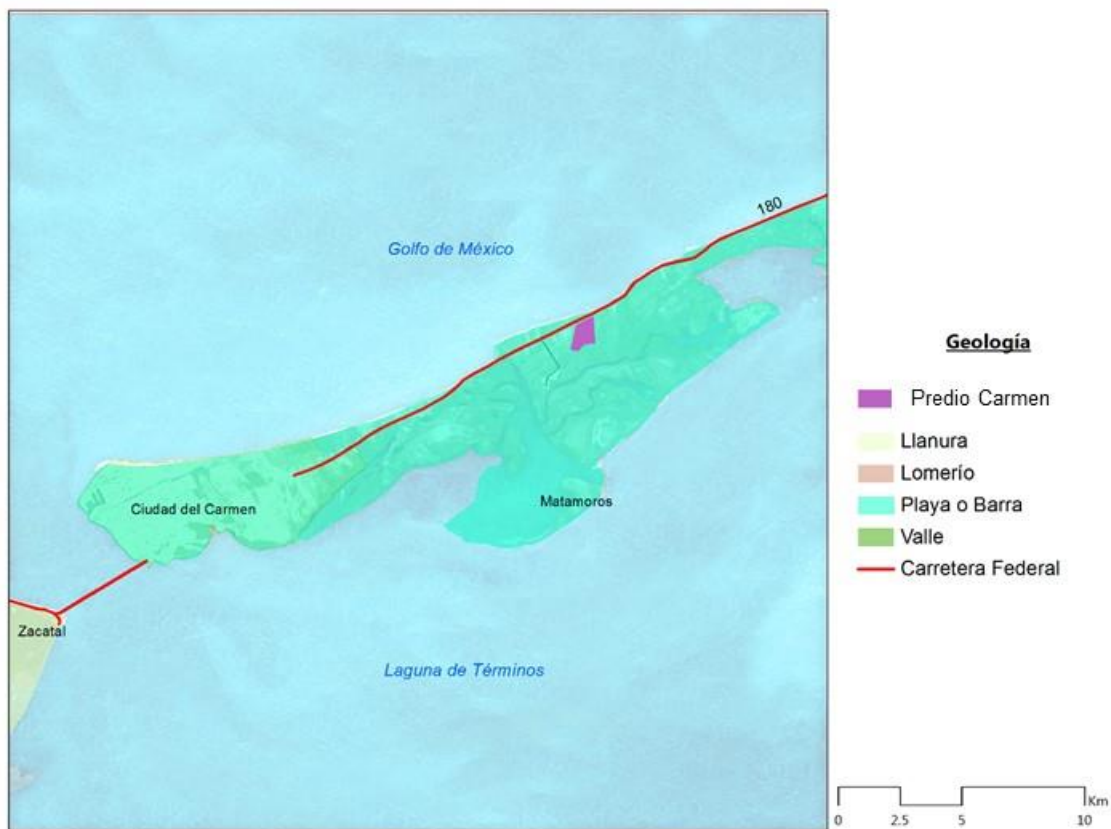 180
Golfo de México
Ciudad del Carmen
Matamoros
Zacatal
Laguna de Términos
Geología
Predio Carmen
Llanura
Lomerío
Playa o Barra
Valle
Carretera Federal
Km
0 2.5 5 10